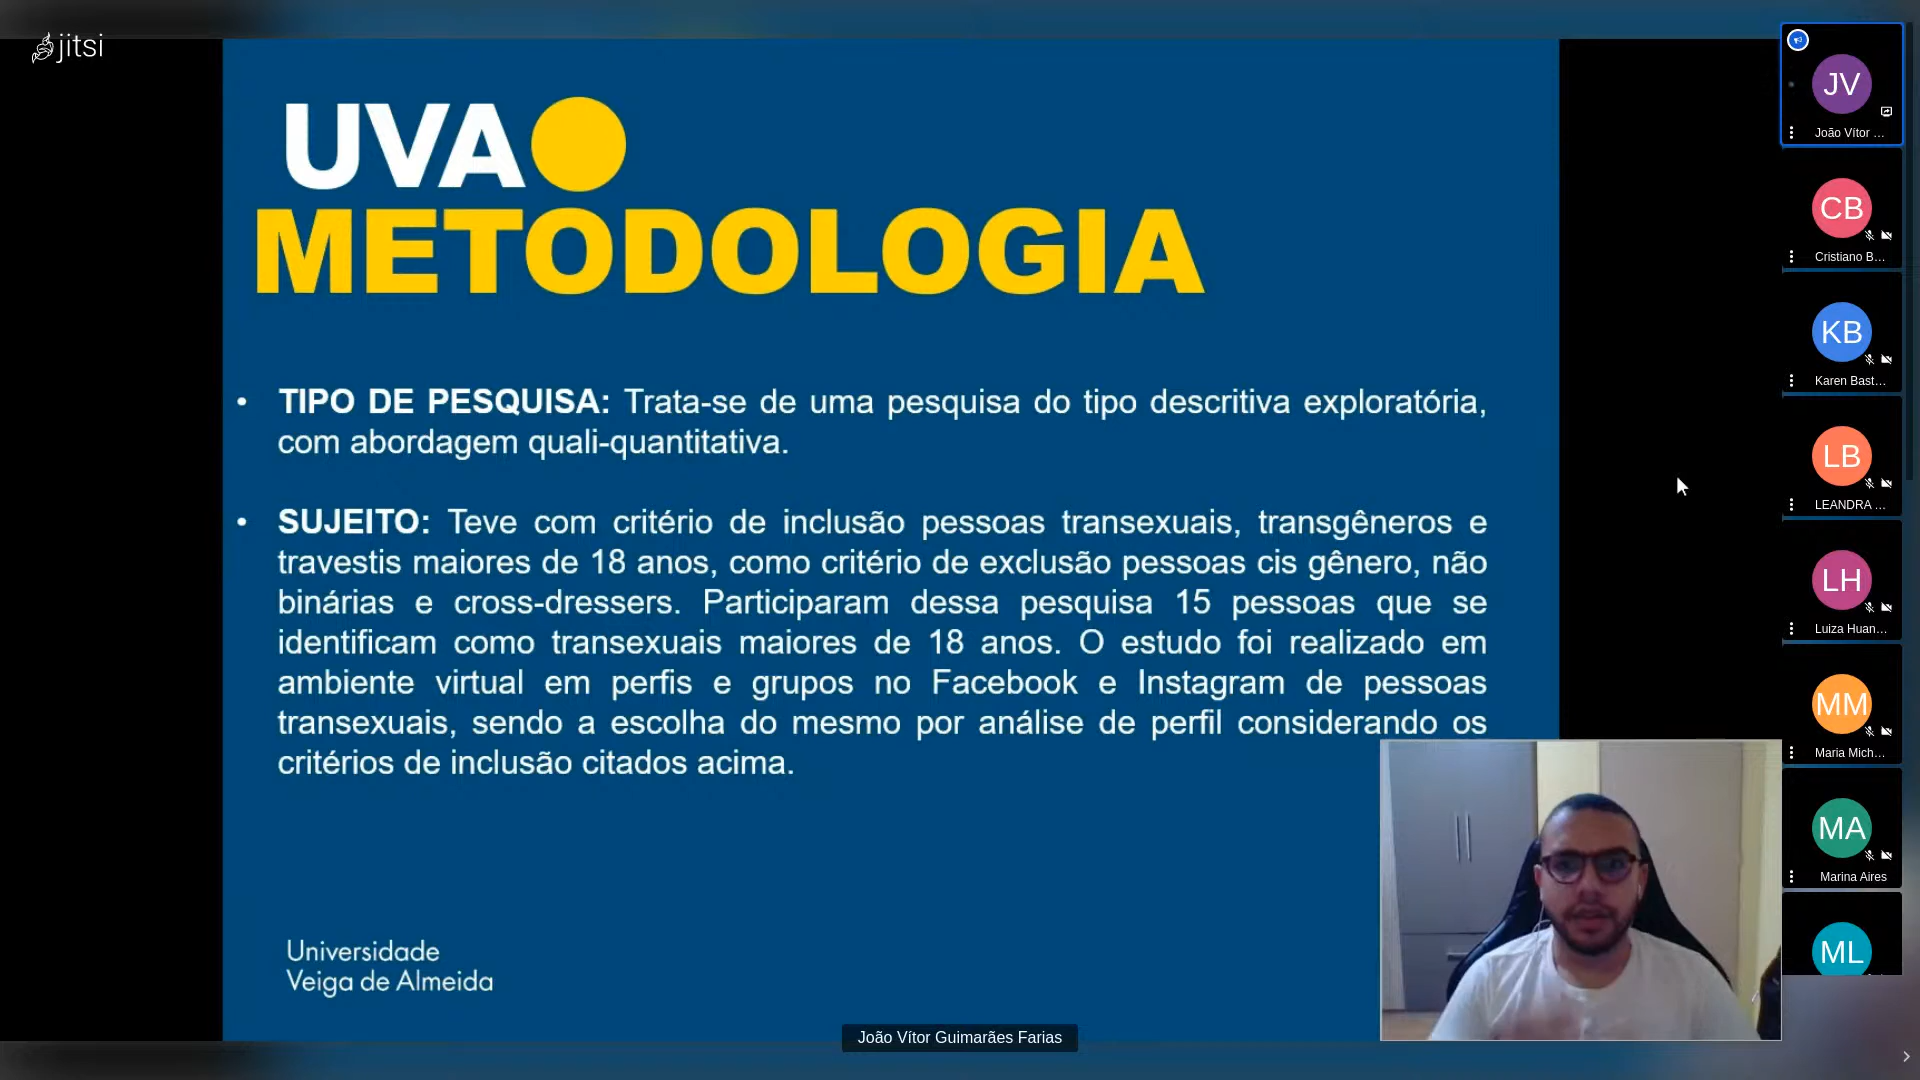 jitsi
UVA
METODOLOGIA
• TIPO DE PESQUISA: Trata-se de uma pesquisa do tipo descritiva exploratória,
com abordagem quali-quantitativa.
• SUJEITO: Teve com critério de inclusão pessoas transexuais, transgêneros e
travestis maiores de 18 anos, como critério de exclusão pessoas cis gênero, não
binárias e cross-dressers. Participaram dessa pesquisa 15 pessoas que se
identificam como transexuais maiores de 18 anos. O estudo foi realizado em
ambiente virtual em perfis e grupos no Facebook e Instagram de pessoas
transexuais, sendo a escolha do mesmo por análise de perfil considerando os
critérios de inclusão citados acima.
Universidade
Veiga de Almeida
João Vítor Guimarães Farias
JV
João Vítor ...
CB
Cristiano B...
KB
Karen Bast...
LB
LEANDRA ...
LH
Luiza Huan...
MM
Maria Mich...
MA
Marina Aires
ML